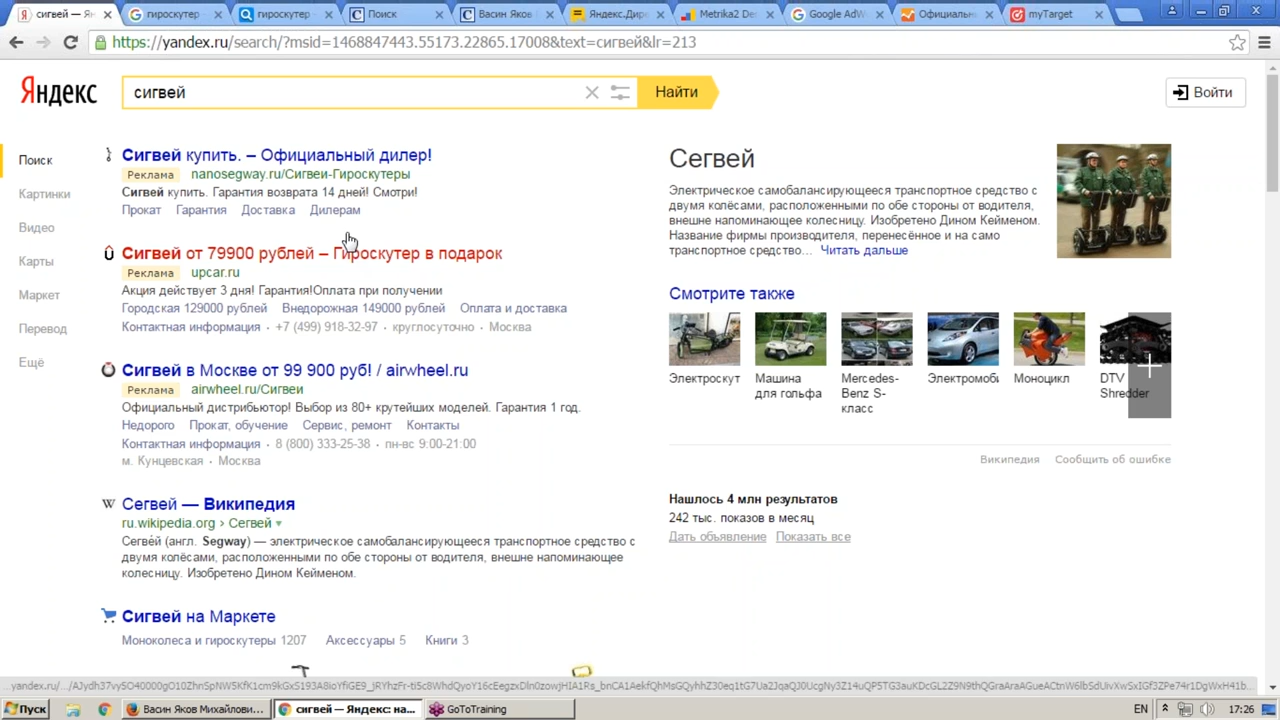 сигвей — Ян
гироскутер
гироскутер
Поиск
Васин Яков
Яндекс.Дире
Metrika2 De
Google AdW
Официальн
myTarget
https://yandex.ru/search/?msid=1468847443.55173.22865.17008&text=сигвей&lr=213
Яндекс
сигвей
Найти
Войти
Поиск
Картинки
Видео
Карты
Маркет
Перевод
Ещё
Сигвей купить. – Официальный дилер!
Реклама nanosegway.ru/Сигвеи-Гироскутеры
Сигвей купить. Гарантия возврата 14 дней! Смотри!
Прокат Гарантия Доставка Дилерам
Сигвей от 79900 рублей – Гироскутер в подарок
Реклама upcar.ru
Акция действует 3 дня! Гарантия!Оплата при получении
Городская 129000 рублей Внедорожная 149000 рублей Оплата и доставка
Контактная информация · +7 (499) 918-32-97 · круглосуточно · Москва
Сигвей в Москве от 99 900 руб! / airwheel.ru
Реклама airwheel.ru/Сигвеи
Официальный дистрибьютор! Выбор из 80+ крутейших моделей. Гарантия 1 год.
Недорого Прокат, обучение Сервис, ремонт Контакты
Контактная информация · 8 (800) 333-25-38 · пн-вс 9:00-21:00
м. Кунцевская · Москва
Сегвей — Википедия
ru.wikipedia.org › Сегвей
Сегве́й (англ. Segway) — электрическое самобалансирующееся транспортное средство с
двумя колёсами, расположенными по обе стороны от водителя, внешне напоминающее
колесницу. Изобретено Дином Кейменом.
Сигвей на Маркете
Моноколеса и гироскутеры 1207 Аксессуары 5 Книги 3
Сегвей
Электрическое самобалансирующееся транспортное средство с
двумя колёсами, расположенными по обе стороны от водителя,
внешне напоминающее колесницу. Изобретено Дином Кейменом.
Название фирмы производителя, перенесённое и на само
транспортное средство… Читать дальше
Смотрите также
Электроскут
Машина
для гольфа
Mercedes-
Benz S-
класс
Электромоби
Моноцикл
DTV
Shredder
Википедия Сообщить об ошибке
Нашлось 4 млн результатов
242 тыс. показов в месяц
Дать объявление Показать все
Пуск
Васин Яков Михайлови...
сигвей — Яндекс: на...
GoToTraining
EN
17:26